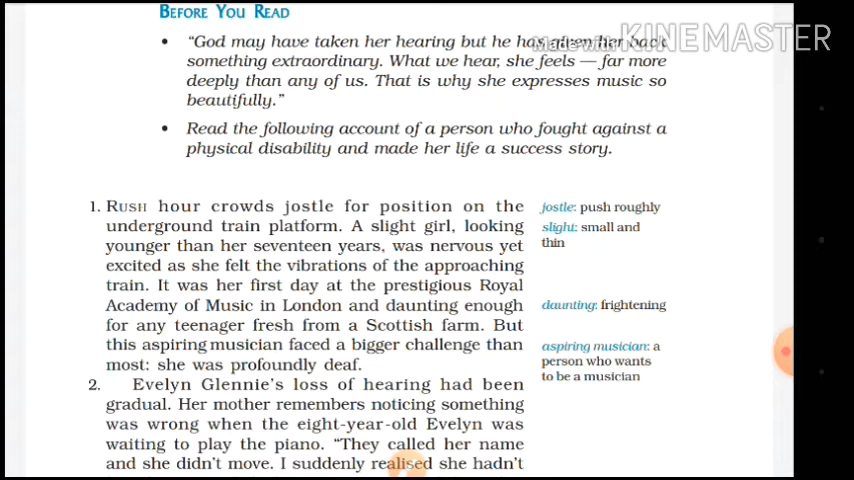 BEFORE YOU READ
• "God may have taken her hearing but he has given her back
something extraordinary. What we hear, she feels — far more
deeply than any of us. That is why she expresses music so
beautifully."
• Read the following account of a person who fought against a
physical disability and made her life a success story.
1. RUSH hour crowds jostle for position on the
underground train platform. A slight girl, looking
younger than her seventeen years, was nervous yet
excited as she felt the vibrations of the approaching
train. It was her first day at the prestigious Royal
Academy of Music in London and daunting enough
for any teenager fresh from a Scottish farm. But
this aspiring musician faced a bigger challenge than
most: she was profoundly deaf.
2. Evelyn Glennie's loss of hearing had been
gradual. Her mother remembers noticing something
was wrong when the eight-year-old Evelyn was
waiting to play the piano. "They called her name
and she didn't move. I suddenly realised she hadn't
jostle: push roughly
slight: small and
thin
daunting: frightening
aspiring musician: a
person who wants
to be a musician
Made with KINEMASTER